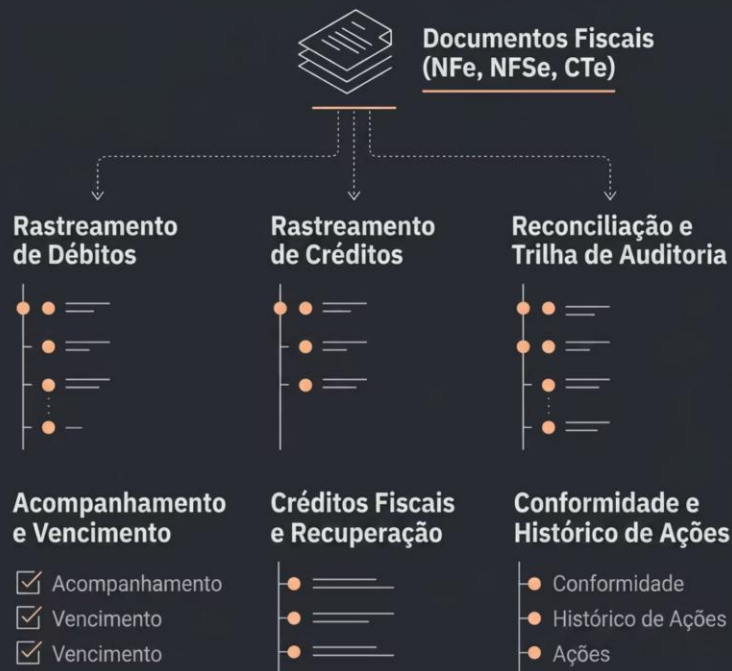 Documentos Fiscais
(NFe, NFSe, CTe)
Rastreamento
de Débitos
Rastreamento
de Créditos
Reconciliação e
Trilha de Auditoria
Acompanhamento
e Vencimento
Acompanhamento
Vencimento
Vencimento
Créditos Fiscais
e Recuperação
Conformidade e
Histórico de Ações
Conformidade
Histórico de Ações
Ações